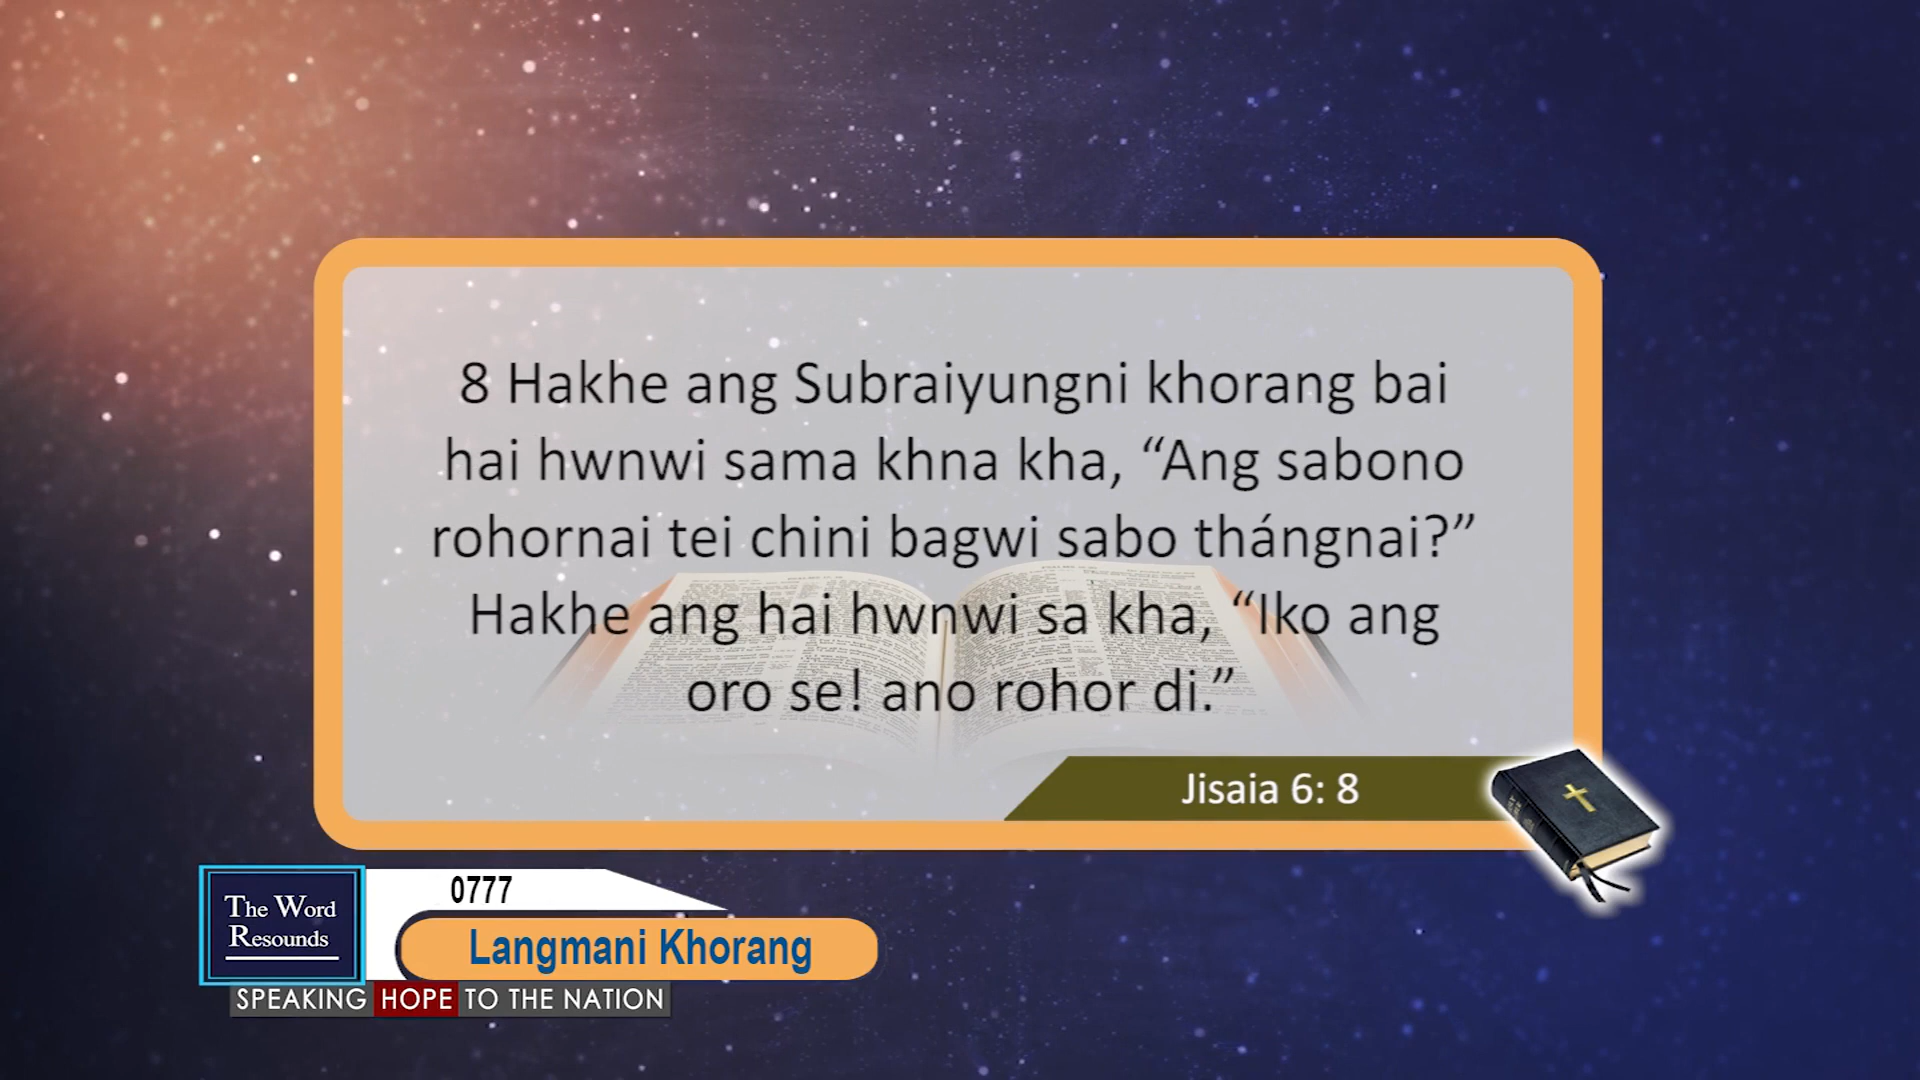 8 Hakhe ang Subraiyungni khorang bai
hai hwnwi sama khna kha, “Ang sabono
rohornai tei chini bagwi sabo thángnai?”
Hakhe ang hai hwnwi sa kha, “Iko ang
oro se! ano rohor di.”
Jisaia 6: 8
The Word
Resounds
0777
Langmani Khorang
SPEAKING HOPE TO THE NATION